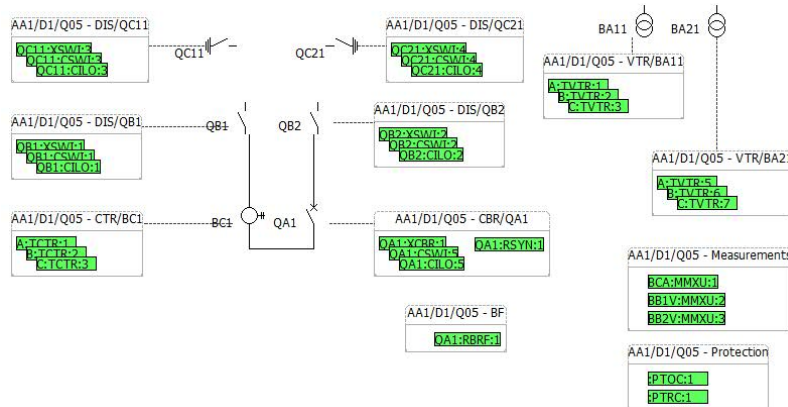 AA1/D1/Q05 - DIS/QC11
QC11:XSWI:3
QC11:CSWI:3
QC11:CILO:3
QC11
QC21
AA1/D1/Q05 - DIS/QC21
QC21:XSWI:4
QC21:CSWI:4
QC21:CILO:4
BA11
BA21
AA1/D1/Q05 - VTR/BA11
A:TVTR:1
B:TVTR:2
C:TVTR:3
AA1/D1/Q05 - DIS/QB1
QB1:XSWI:1
QB1:CSWI:1
QB1:CILO:1
QB1
QB2
AA1/D1/Q05 - DIS/QB2
QB2:XSWI:2
QB2:CSWI:2
QB2:CILO:2
AA1/D1/Q05 - VTR/BA21
A:TVTR:5
B:TVTR:6
C:TVTR:7
AA1/D1/Q05 - CTR/BC1
A:TCTR:1
B:TCTR:2
C:TCTR:3
BC1
QA1
AA1/D1/Q05 - CBR/QA1
QA1:XCBR:1
QA1:CSWI:5
QA1:CILO:5
QA1:RSYN:1
AA1/D1/Q05 - Measurements
BCA:MMXU:1
BB1V:MMXU:2
BB2V:MMXU:3
AA1/D1/Q05 - BF
QA1:RBRF:1
AA1/D1/Q05 - Protection
:PTOC:1
:PTRC:1